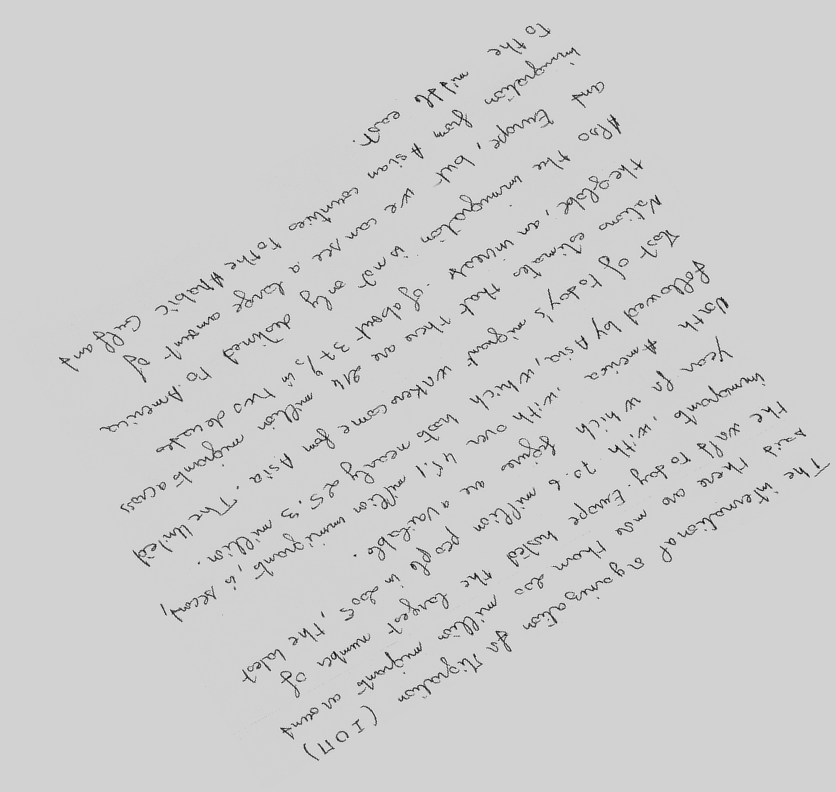 The international orgainsation for Migration (IOM)
said there are more than 200 million migrants around
the world today. Europe hosted the largest number of
immigrants, with 70.6 million people in 2005, the latest
year for which figure are available.
North America, with over 45.1 million immigrants, is second,
followed by Asia, which hosts nearly 25.3 million.
Most of today's migrant workers come from Asia. The United
Nations estimates that there are 214 million migrants across
the globe, an increase of about 37% in two decades
Also the immigration is not only destined to America
and Europe, but we can see a large amount of
immigration from Asian countries to the Arabic Gulf and
to the middle east.